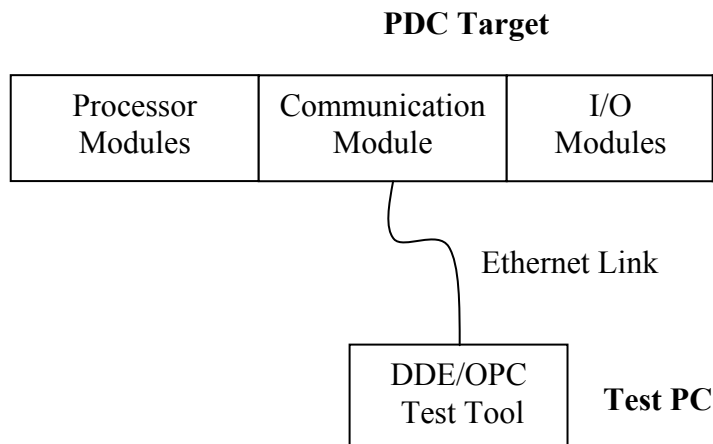 PDC Target
Processor
Modules
Communication
Module
I/O
Modules
Ethernet Link
DDE/OPC
Test Tool
Test PC